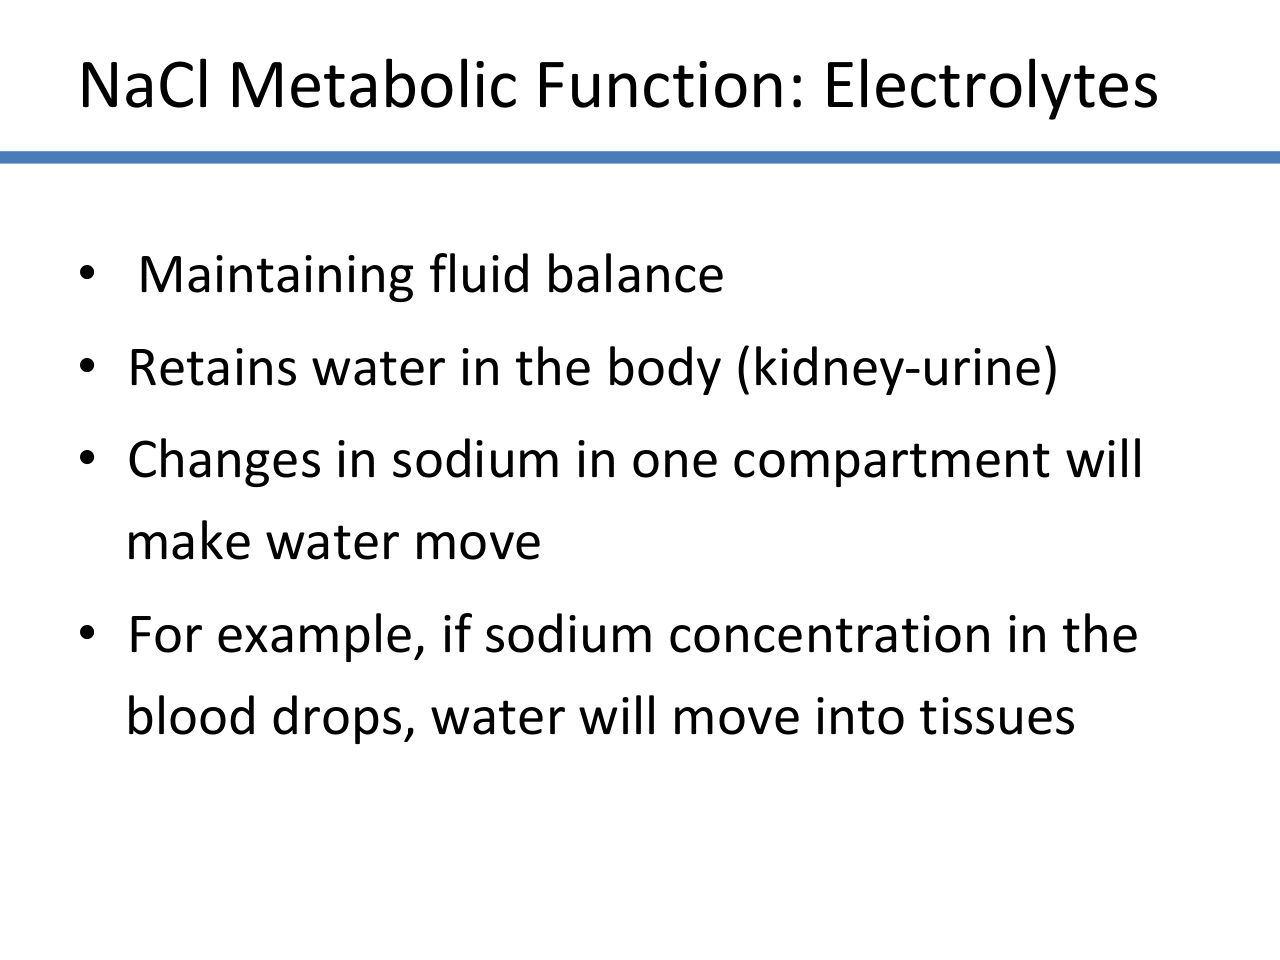 NaCl Metabolic Function: Electrolytes
• Maintaining fluid balance
• Retains water in the body (kidney-urine)
• Changes in sodium in one compartment will
make water move
• For example, if sodium concentration in the
blood drops, water will move into tissues